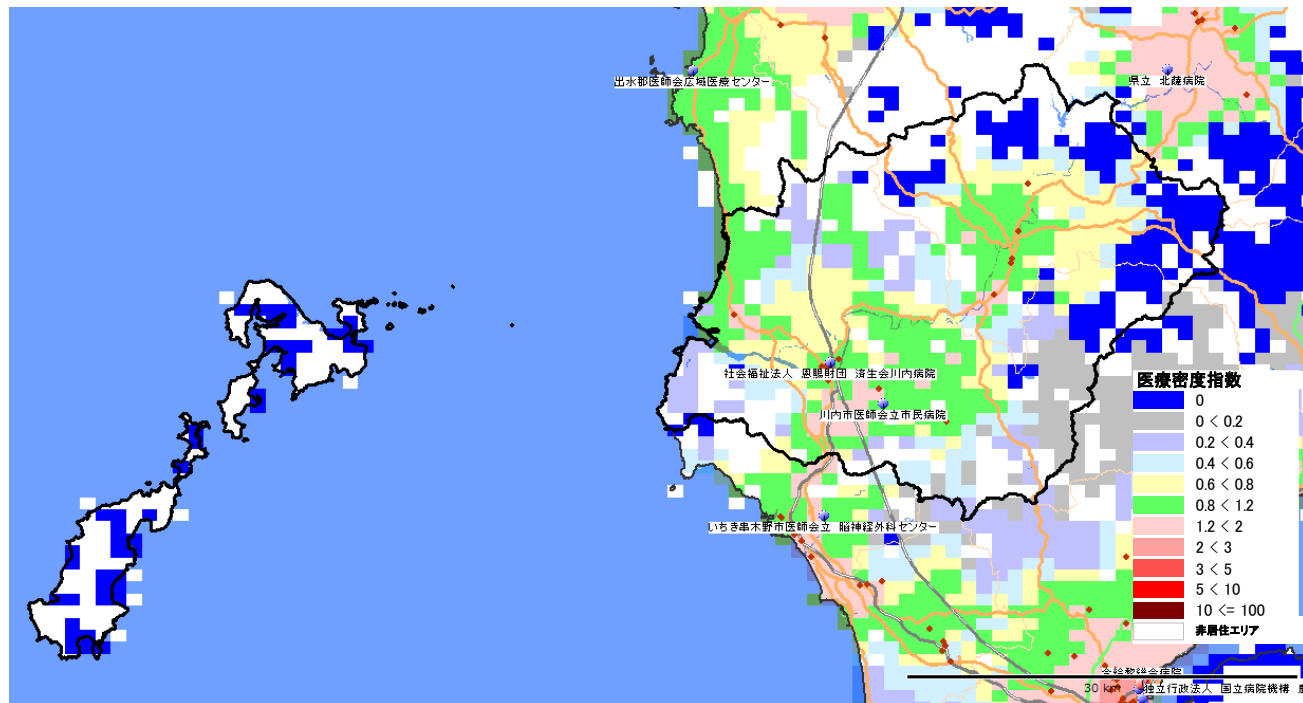 出水郡医師会広域医療センター
県立 北薩病院
社会福祉法人 恩賜財団 済生会川内病院
川内市医師会立市民病院
いちき串木野市医師会立 脳神経外科センター
医療密度指数
0
0 < 0.2
0.2 < 0.4
0.4 < 0.6
0.6 < 0.8
0.8 < 1.2
1.2 < 2
2 < 3
3 < 5
5 < 10
10 <= 100
非居住エリア
30 km
独立行政法人 国立病院機構